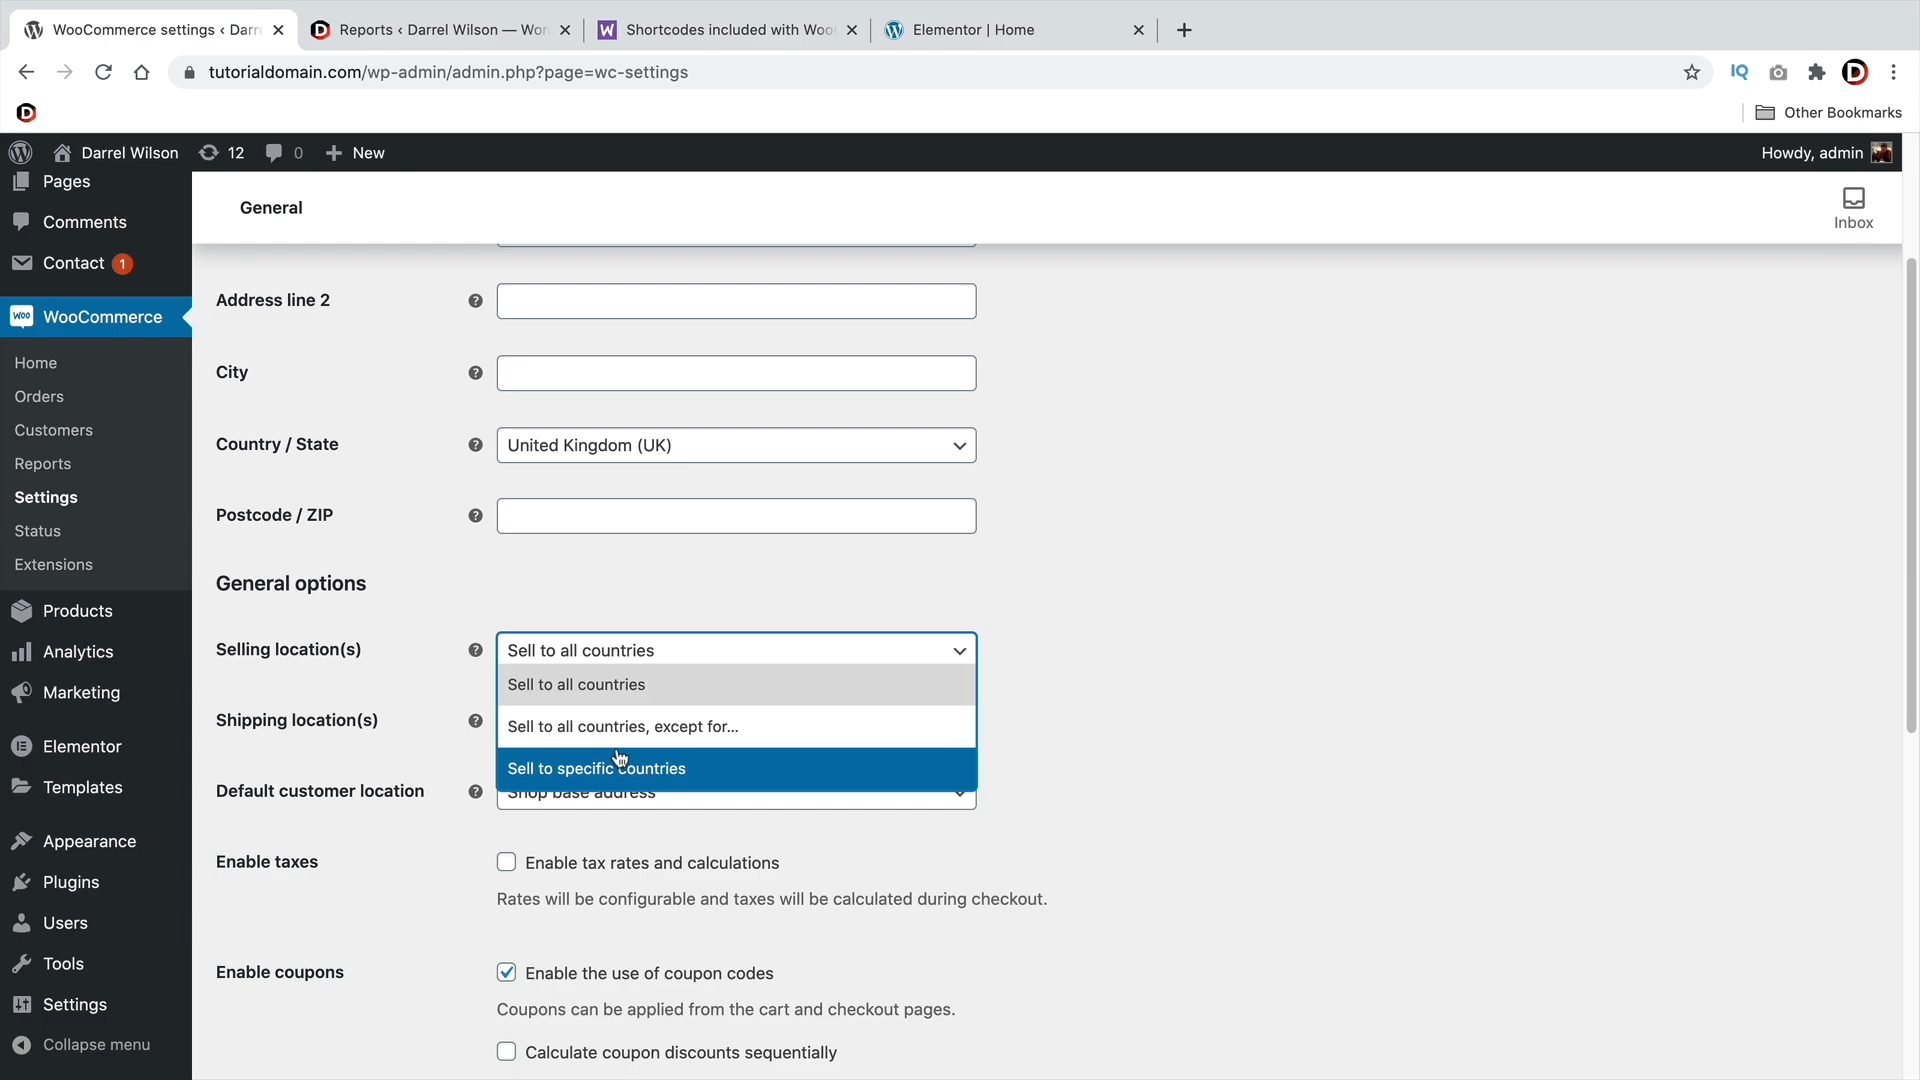 WooCommerce settings ‹ Darre
Reports ‹ Darrel Wilson — Wor
Shortcodes included with Woo
Elementor | Home
tutorialdomain.com/wp-admin/admin.php?page=wc-settings
IQ
Other Bookmarks
Darrel Wilson
12
0
New
Howdy, admin
Pages
Comments
Contact 1
WooCommerce
Home
Orders
Customers
Reports
Settings
Status
Extensions
Products
Analytics
Marketing
Elementor
Templates
Appearance
Plugins
Users
Tools
Settings
Collapse menu
General
Inbox
Address line 2
City
Country / State
United Kingdom (UK)
Postcode / ZIP
General options
Selling location(s)
Sell to all countries
Sell to all countries
Sell to all countries, except for...
Sell to specific countries
Shipping location(s)
Default customer location
Shop base address
Enable taxes
Enable tax rates and calculations
Rates will be configurable and taxes will be calculated during checkout.
Enable coupons
Enable the use of coupon codes
Coupons can be applied from the cart and checkout pages.
Calculate coupon discounts sequentially